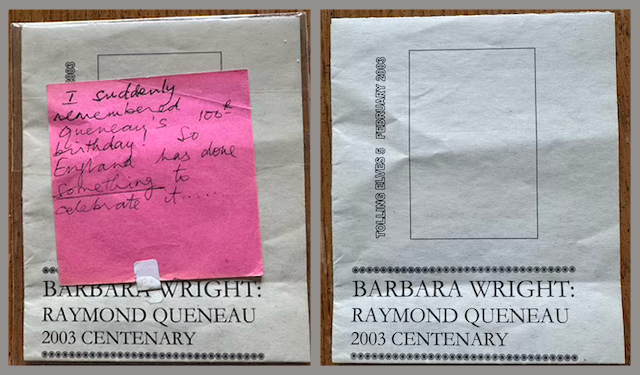 2003
I suddenly
remembered 100th
Queneau's
birthday! So
England has done
something to
celebrate it.....
BARBARA WRIGHT:
RAYMOND QUENEAU
2003 CENTENARY
TOLLING ELVES 5 FEBRUARY 2003
BARBARA WRIGHT:
RAYMOND QUENEAU
2003 CENTENARY